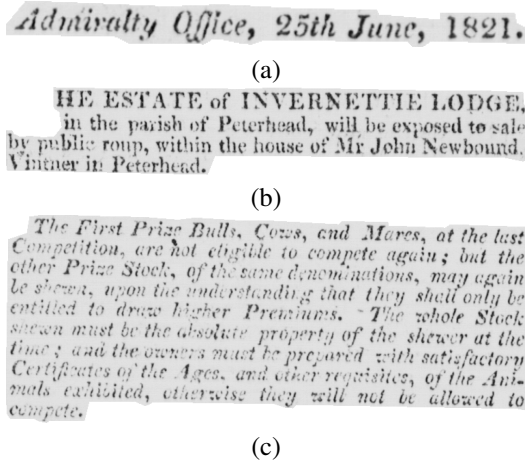 Admiralty Office, 25th June, 1821.
(a)
HE ESTATE of INVERNETTIE LODGE,
in the parish of Peterhead, will be exposed to sale
by public roup, within the house of Mr John Newbound,
Vintner in Peterhead.
(b)
The First Prize Bulls, Cows, and Mares, at the last
Competition, are not eligible to compete again; but the
other Prize Stock, of the same denominations, may again
be shewn, upon the understanding that they shall only be
entitled to draw higher Premiums. The whole Stock
shewn must be the absolute property of the shewer at the
time; and the owners must be prepared with satisfactory
Certificates of the Ages, and other requisites, of the Ani-
mals exhibited, otherwise they will not be allowed to
compete.
(c)